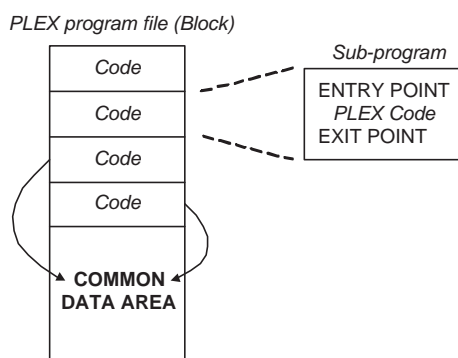 PLEX program file (Block)
Code
Code
Code
Code
COMMON
DATA AREA
Sub-program
ENTRY POINT
PLEX Code
EXIT POINT